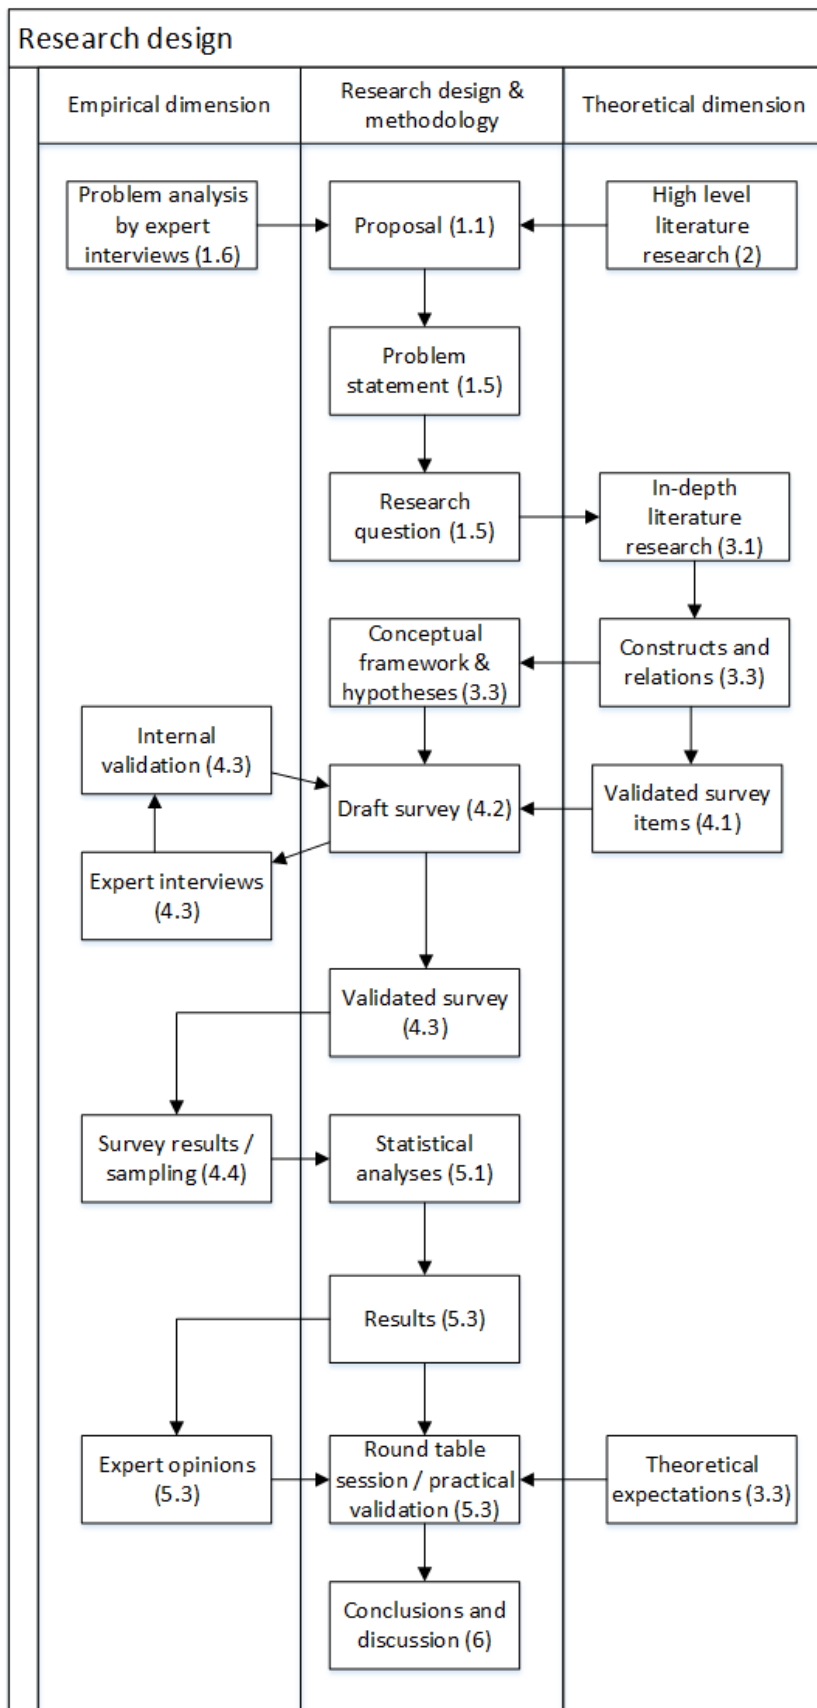 Research design
Empirical dimension
Research design &
methodology
Theoretical dimension
Problem analysis
by expert
interviews (1.6)
Proposal (1.1)
High level
literature
research (2)
Problem
statement (1.5)
Research
question (1.5)
In-depth
literature
research (3.1)
Conceptual
framework &
hypotheses (3.3)
Constructs and
relations (3.3)
Internal
validation (4.3)
Draft survey (4.2)
Validated survey
items (4.1)
Expert interviews
(4.3)
Validated survey
(4.3)
Survey results /
sampling (4.4)
Statistical
analyses (5.1)
Results (5.3)
Expert opinions
(5.3)
Round table
session / practical
validation (5.3)
Theoretical
expectations (3.3)
Conclusions and
discussion (6)